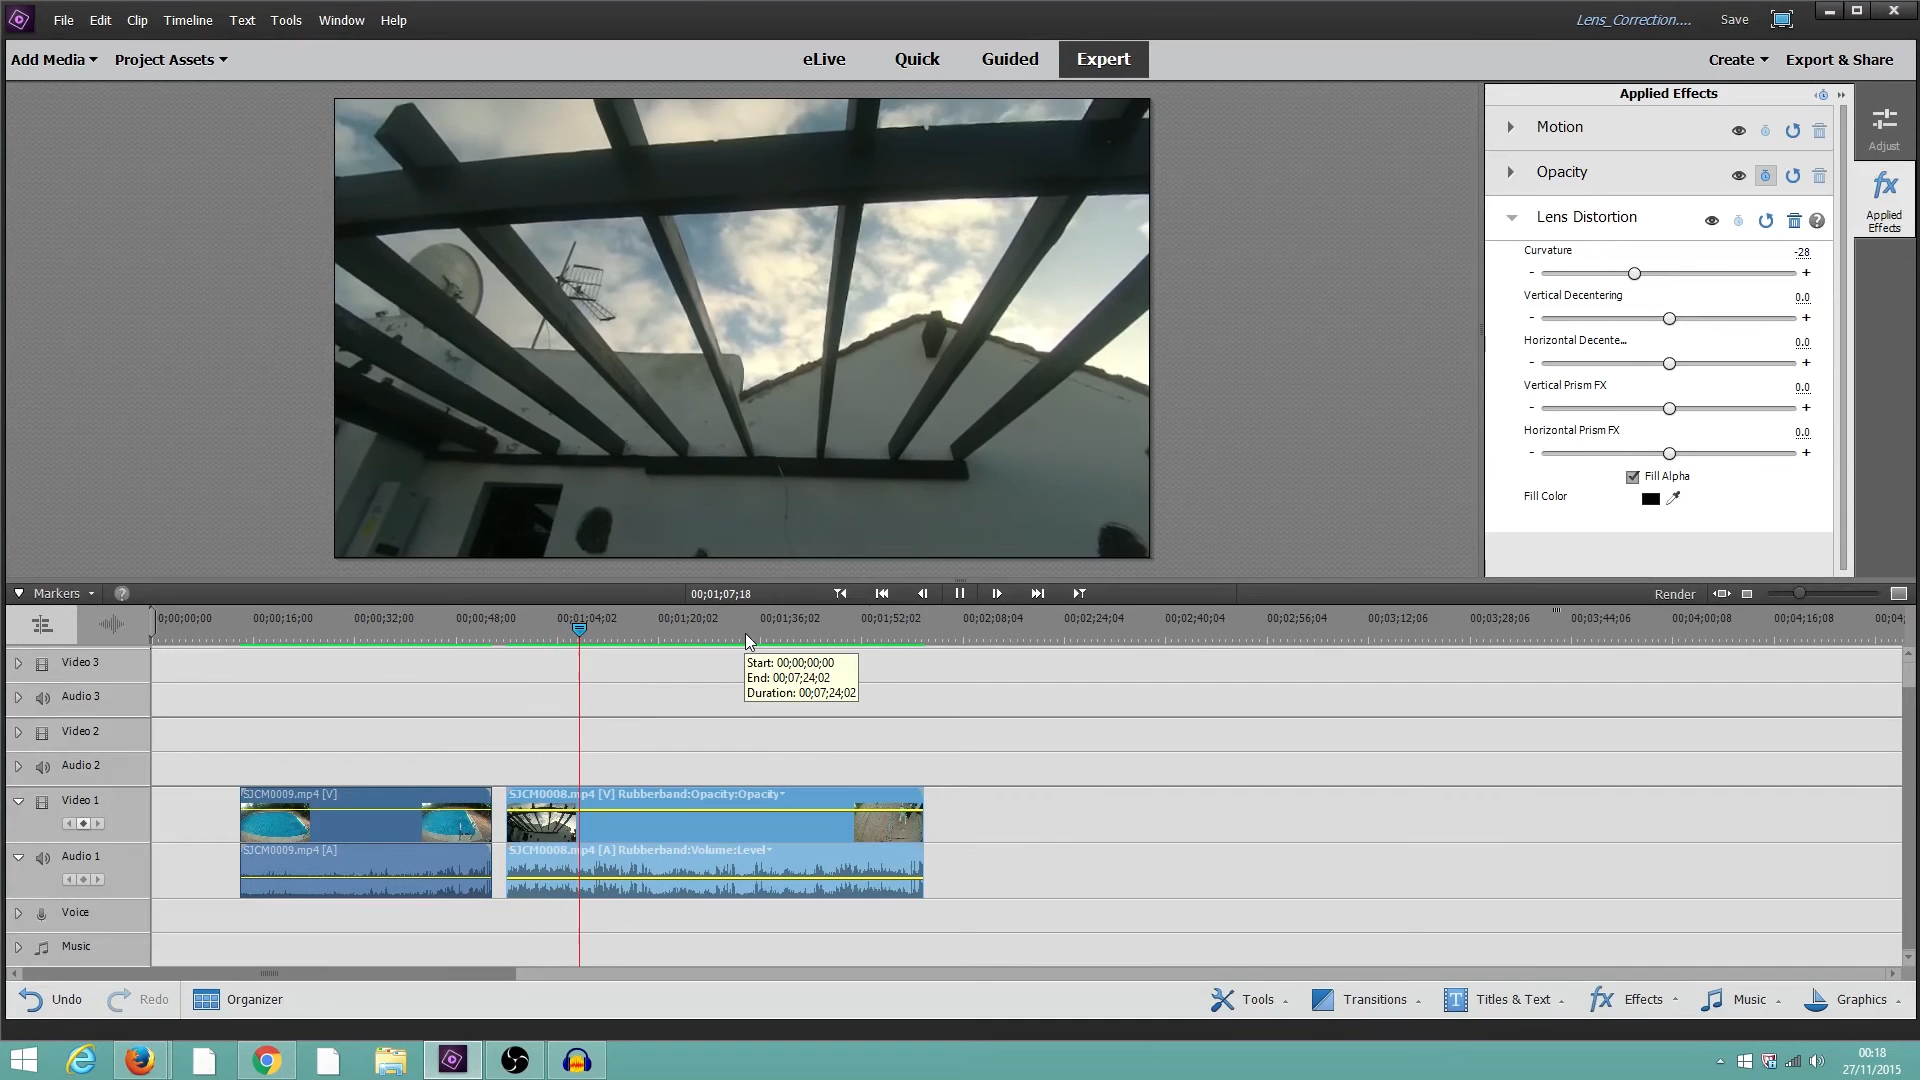 File Edit Clip Timeline Text Tools Window Help
Lens_Correction.... Save
Add Media Project Assets
eLive Quick Guided Expert
Create Export & Share
Applied Effects
Motion
Opacity
Lens Distortion
Curvature -28
- +
Vertical Decentering 0.0
- +
Horizontal Decente... 0.0
- +
Vertical Prism FX 0.0
- +
Horizontal Prism FX 0.0
- +
Fill Alpha
Fill Color
Adjust
fx
Applied
Effects
Markers
00;01;07;18
Render
00;00;00;00 00;00;16;00 00;00;32;00 00;00;48;00 00;01;04;02 00;01;20;02 00;01;36;02 00;01;52;02 00;02;08;04 00;02;24;04 00;02;40;04 00;02;56;04 00;03;12;06 00;03;28;06 00;03;44;06 00;04;00;08 00;04;16;08 00;04;
Start: 00;00;00;00
End: 00;07;24;02
Duration: 00;07;24;02
Video 3
Audio 3
Video 2
Audio 2
Video 1
SJCM0009.mp4 [V] SJCM0008.mp4 [V] Rubberband:Opacity:Opacity
Audio 1
SJCM0009.mp4 [A] SJCM0008.mp4 [A] Rubberband:Volume:Level
Voice
Music
Undo Redo Organizer
Tools Transitions T Titles & Text fx Effects Music Graphics
00:18
27/11/2015